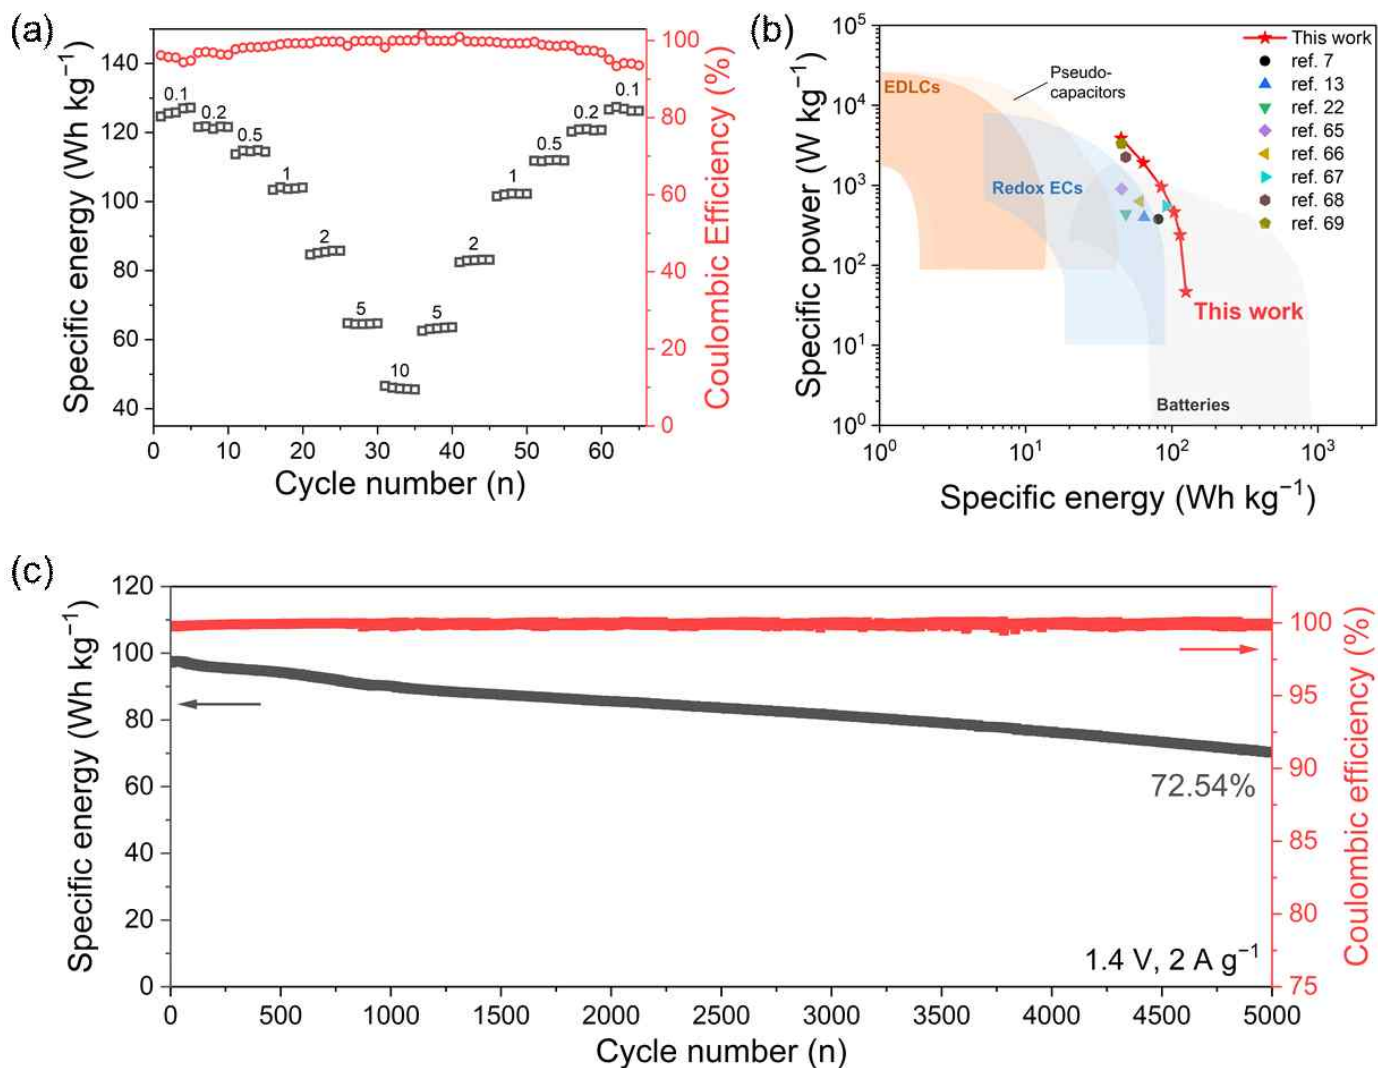 (a)
Specific energy (Wh kg⁻¹)
140
120
100
80
60
40
0.1
0.2
0.5
1
2
5
10
5
2
1
0.5
0.2
0.1
100
80
60
40
20
0
Coulombic Efficiency (%)
0 10 20 30 40 50 60
Cycle number (n)
(b)
Specific power (W kg⁻¹)
10⁵
10⁴
10³
10²
10¹
10⁰
EDLCs
Pseudo-
capacitors
Redox ECs
This work
ref. 7
ref. 13
ref. 22
ref. 65
ref. 66
ref. 67
ref. 68
ref. 69
This work
Batteries
10⁰ 10¹ 10² 10³
Specific energy (Wh kg⁻¹)
(c)
Specific energy (Wh kg⁻¹)
120
100
80
60
40
20
0
72.54%
1.4 V, 2 A g⁻¹
100
95
90
85
80
75
Coulombic efficiency (%)
0 500 1000 1500 2000 2500 3000 3500 4000 4500 5000
Cycle number (n)